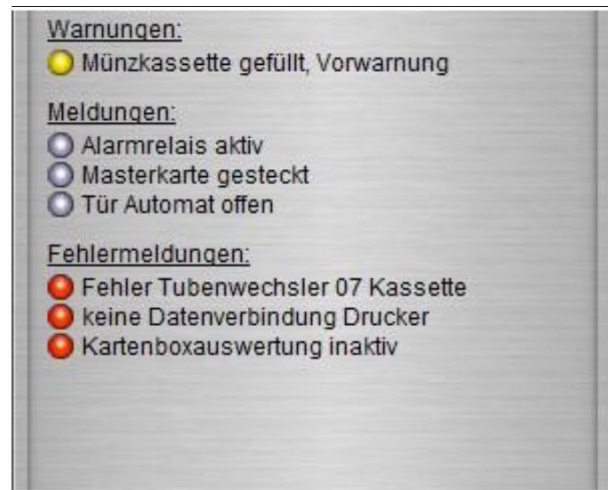 Warnungen:
Münzkassette gefüllt, Vorwarnung
Meldungen:
Alarmrelais aktiv
Masterkarte gesteckt
Tür Automat offen
Fehlermeldungen:
Fehler Tubenwechsler 07 Kassette
keine Datenverbindung Drucker
Kartenboxauswertung inaktiv